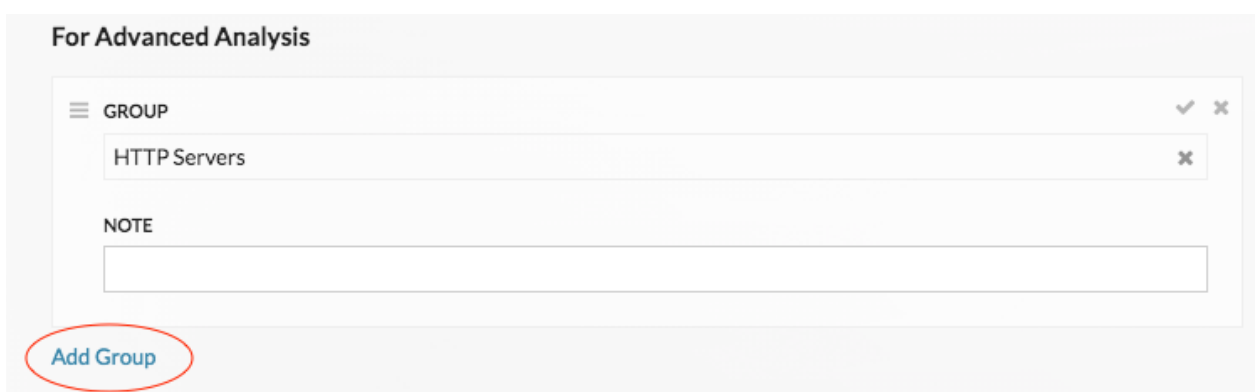 For Advanced Analysis
GROUP
HTTP Servers
NOTE
Add Group